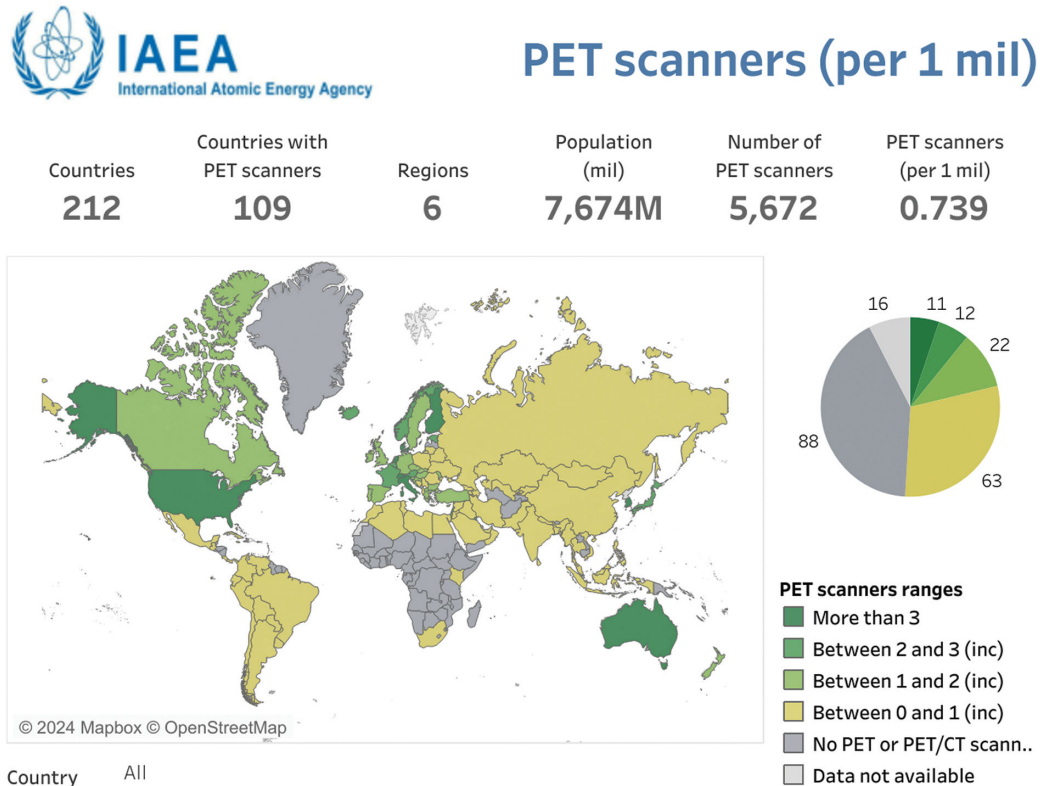 IAEA
International Atomic Energy Agency
PET scanners (per 1 mil)
Countries
212
Countries with
PET scanners
109
Regions
6
Population
(mil)
7,674M
Number of
PET scanners
5,672
PET scanners
(per 1 mil)
0.739
16
11
12
22
88
63
PET scanners ranges
More than 3
Between 2 and 3 (inc)
Between 1 and 2 (inc)
Between 0 and 1 (inc)
No PET or PET/CT scann..
Data not available
© 2024 Mapbox © OpenStreetMap
Country
All